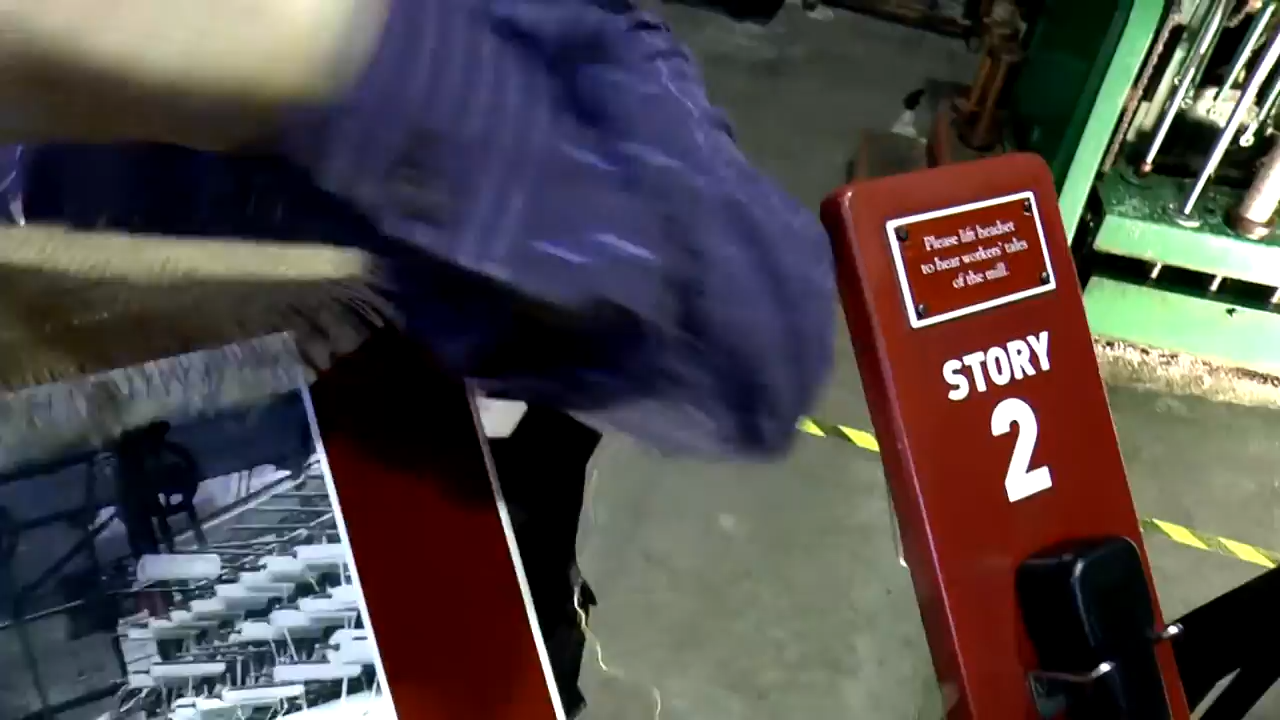 Please lift headset
to hear workers' tales
of the mill.
STORY
2